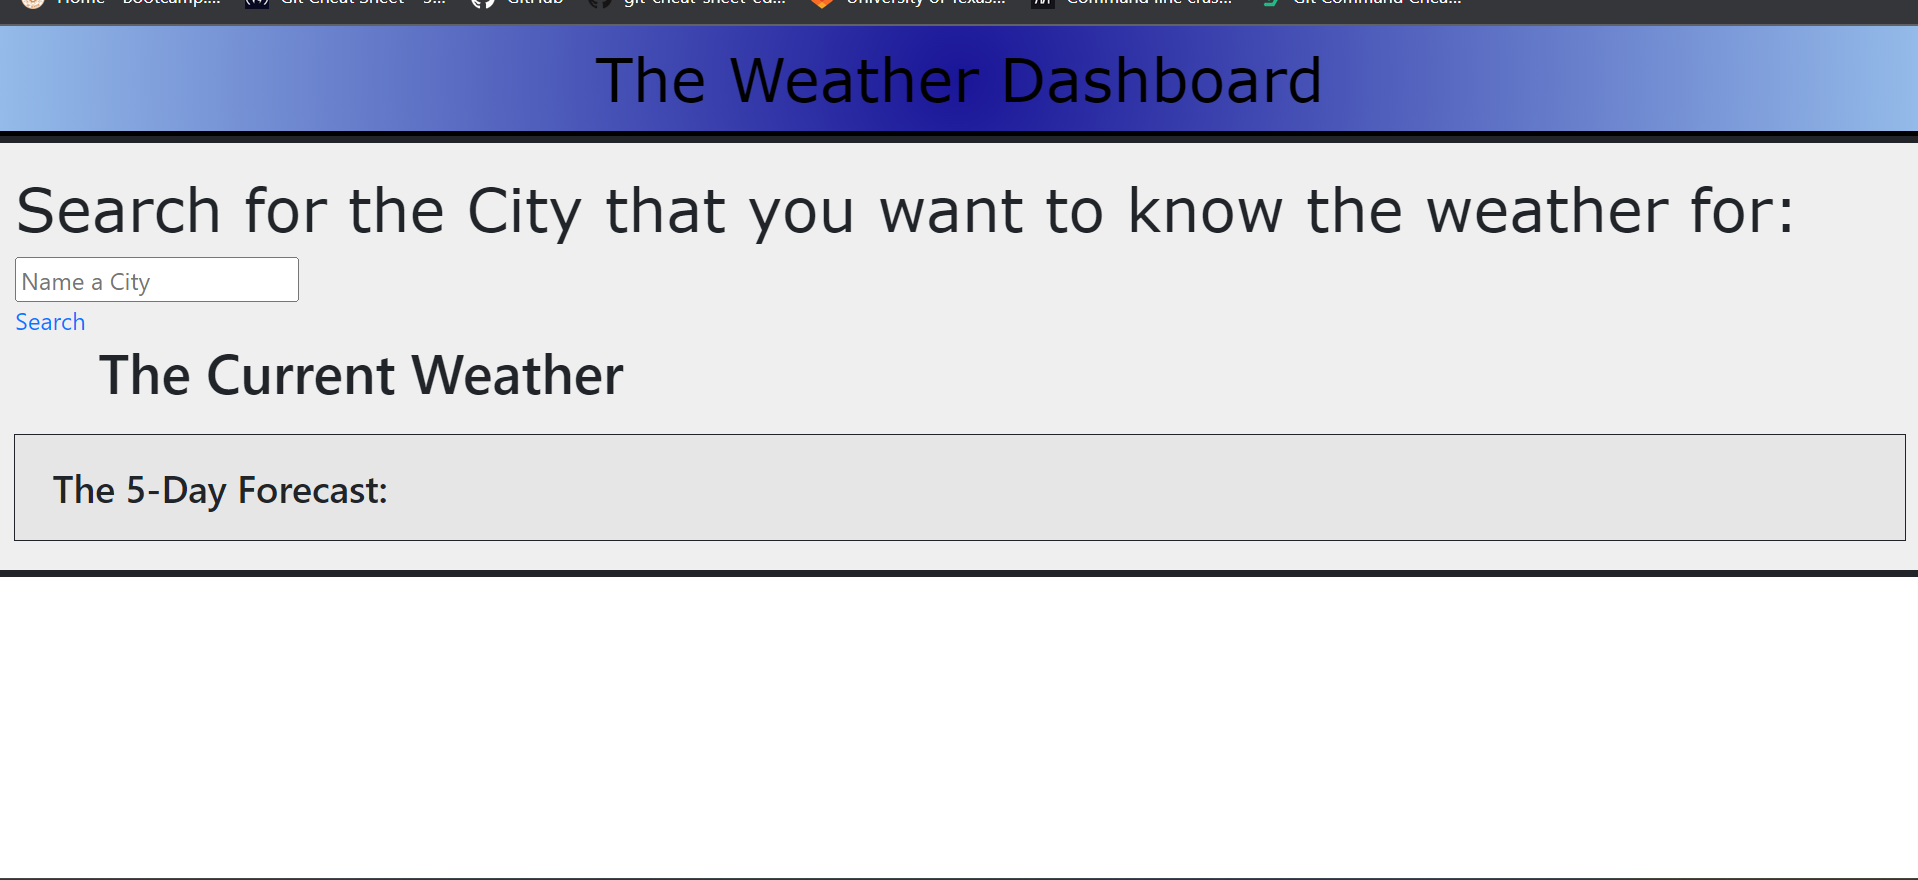 Home - bootcamp.... Git Cheat Sheet - S... GitHub git-cheat-sheet-ed... University of Texas... Command line cras... Git Command Chea...
The Weather Dashboard
Search for the City that you want to know the weather for:
Name a City
Search
The Current Weather
The 5-Day Forecast: